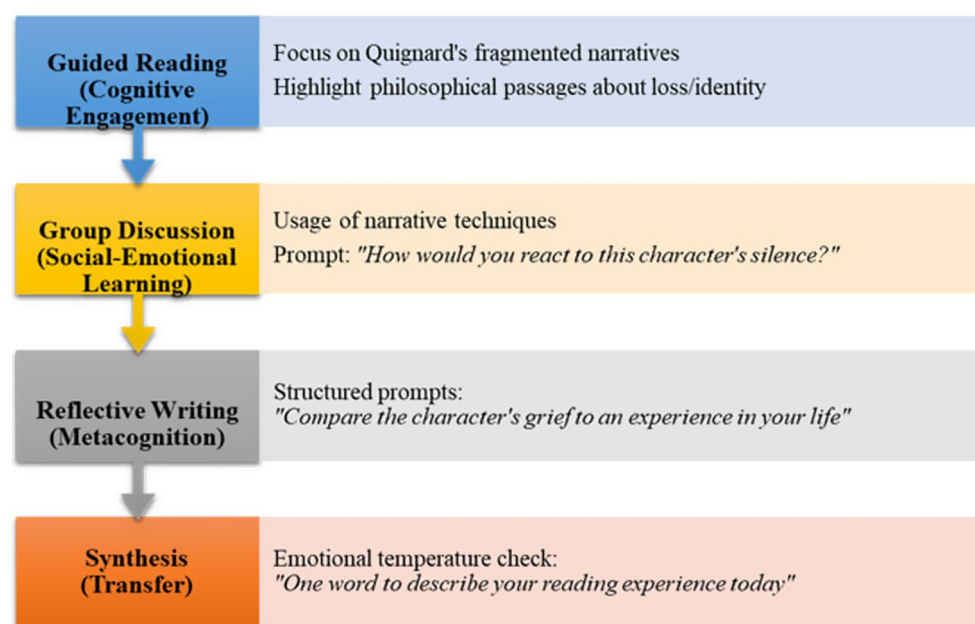 Guided Reading
(Cognitive
Engagement)
Focus on Quignard's fragmented narratives
Highlight philosophical passages about loss/identity
Group Discussion
(Social-Emotional
Learning)
Usage of narrative techniques
Prompt: "How would you react to this character's silence?"
Reflective Writing
(Metacognition)
Structured prompts:
"Compare the character's grief to an experience in your life"
Synthesis
(Transfer)
Emotional temperature check:
"One word to describe your reading experience today"